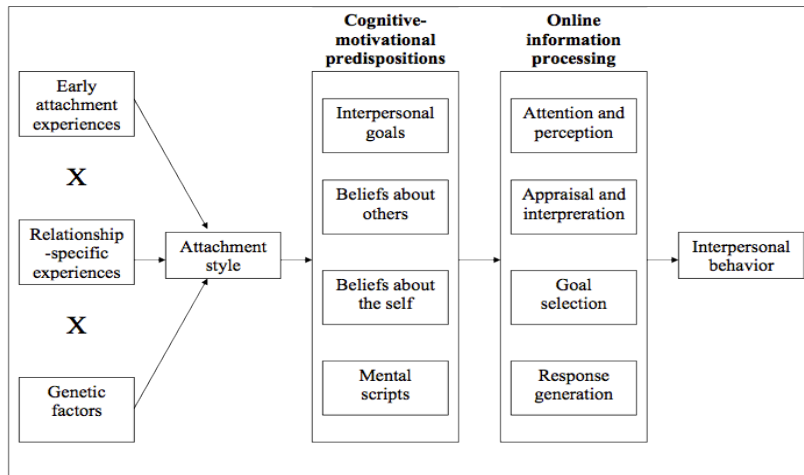 Cognitive-
motivational
predispositions
Online
information
processing
Early
attachment
experiences
X
Relationship
-specific
experiences
X
Genetic
factors
Attachment
style
Interpersonal
goals
Beliefs about
others
Beliefs about
the self
Mental
scripts
Attention and
perception
Appraisal and
interpreration
Goal
selection
Response
generation
Interpersonal
behavior